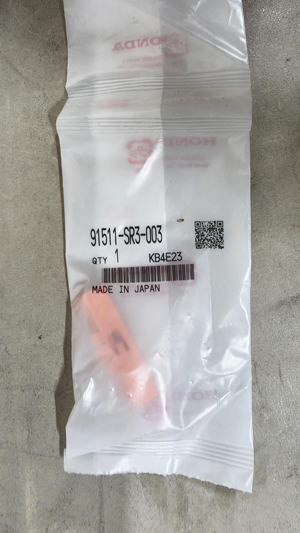 HONDA
HONDA
91511-SR3-003
QTY 1 KB4E23
MADE IN JAPAN